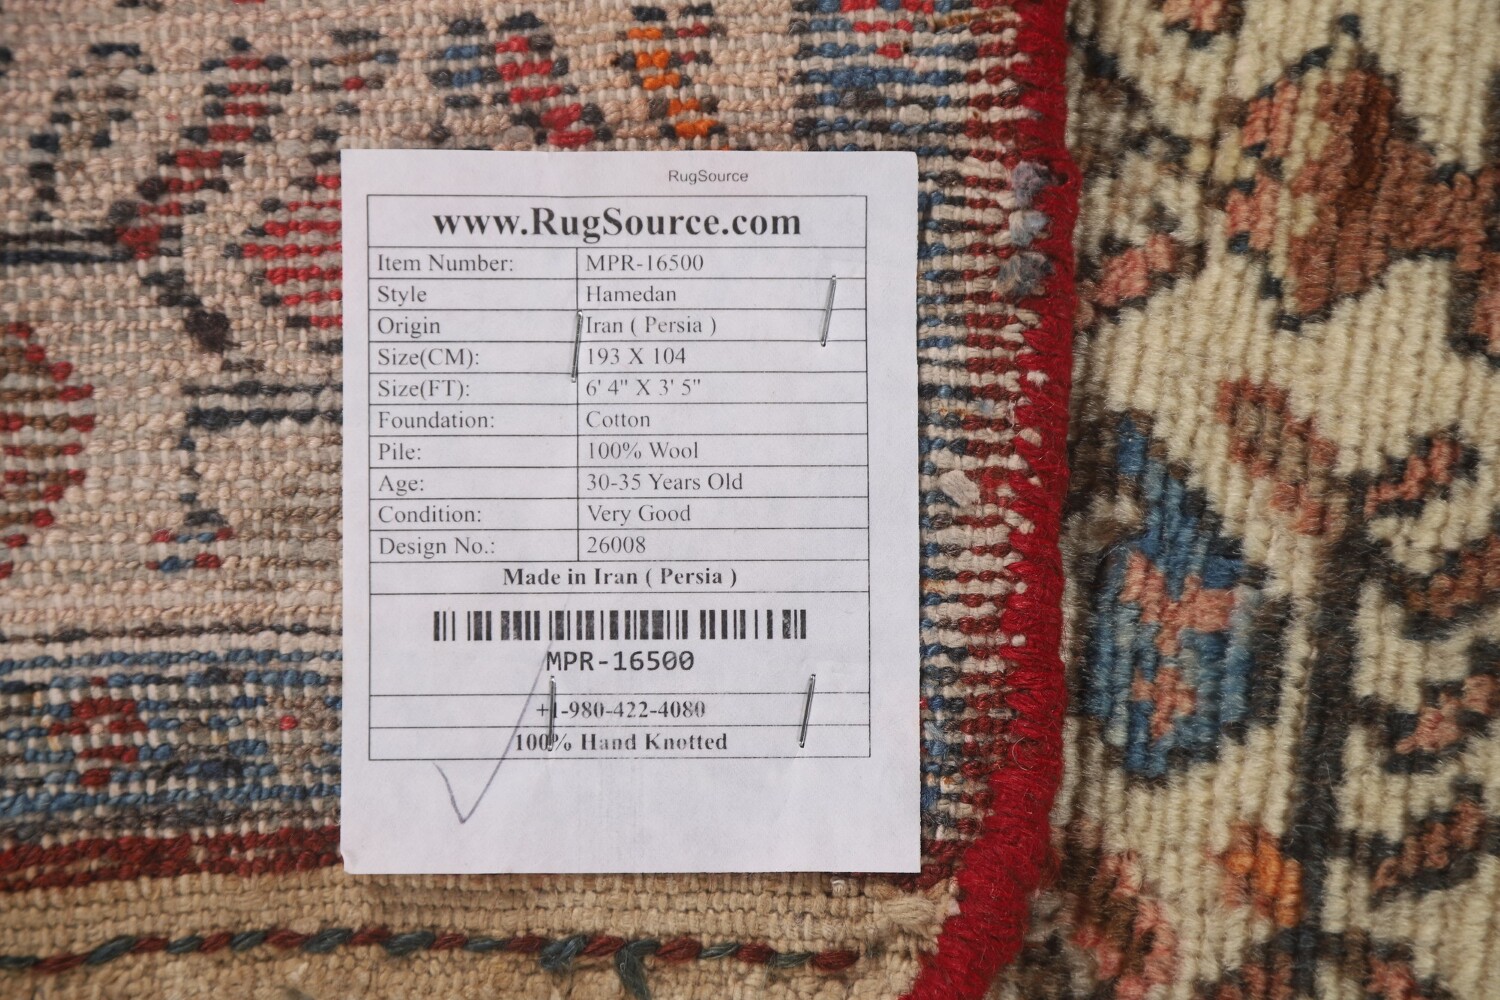 RugSource
www.RugSource.com
Item Number: MPR-16500
Style Hamedan
Origin Iran ( Persia )
Size(CM): 193 X 104
Size(FT): 6' 4" X 3' 5"
Foundation: Cotton
Pile: 100% Wool
Age: 30-35 Years Old
Condition: Very Good
Design No.: 26008
Made in Iran ( Persia )
MPR-16500
+1-980-422-4080
100% Hand Knotted